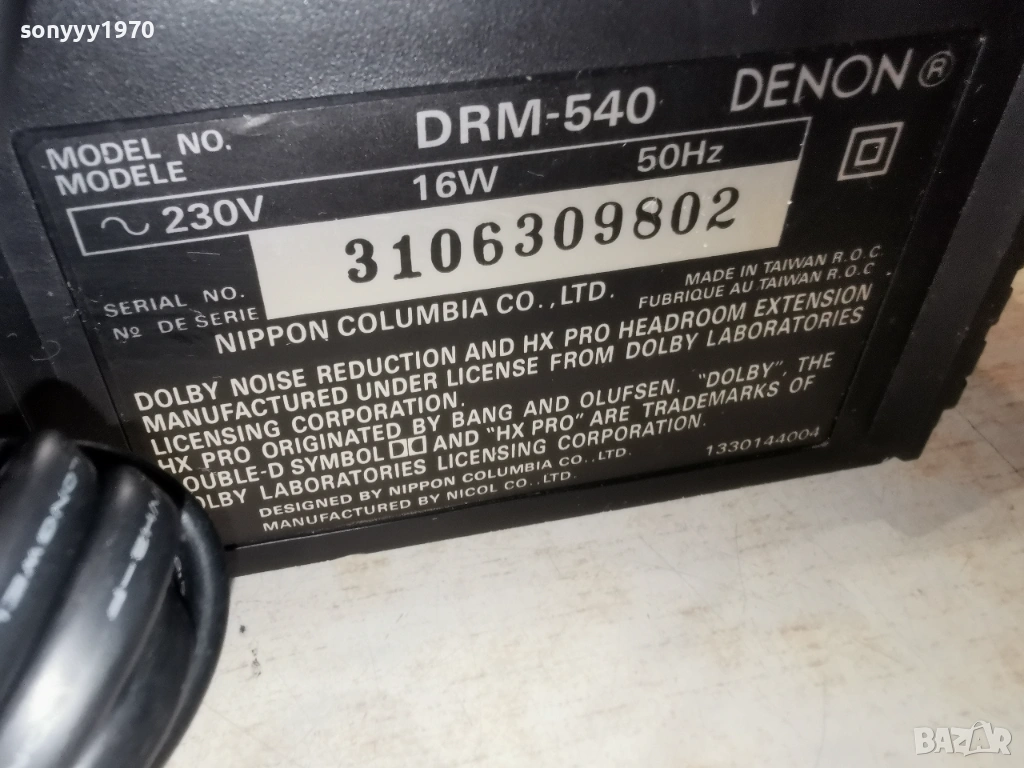 sonyyy1970
DENON®
MODEL NO.
MODELE
DRM-540
230V 16W 50Hz
SERIAL NO.
Nº DE SERIE
3106309802
NIPPON COLUMBIA CO.,LTD.
MADE IN TAIWAN R.O.C.
FUBRIQUE AU TAIWAN R.O.C
DOLBY NOISE REDUCTION AND HX PRO HEADROOM EXTENSION
MANUFACTURED UNDER LICENSE FROM DOLBY LABORATORIES
LICENSING CORPORATION.
HX PRO ORIGINATED BY BANG AND OLUFSEN. "DOLBY", THE
OUBLE-D SYMBOL AND "HX PRO" ARE TRADEMARKS OF
OLBY LABORATORIES LICENSING CORPORATION.
DESIGNED BY NIPPON COLUMBIA CO.,LTD.
MANUFACTURED BY NICOL CO.,LTD.
1330144004
BAZAR